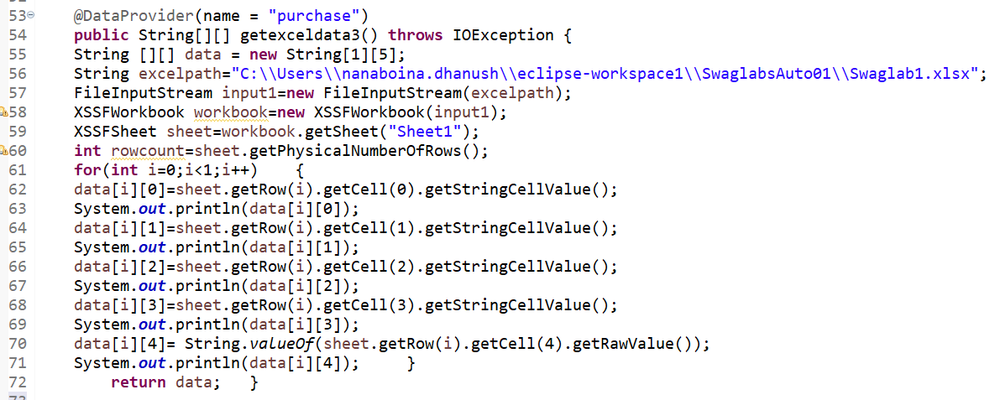 53 @DataProvider(name = "purchase")
54 public String[][] getexceldata3() throws IOException {
55 String [][] data = new String[1][5];
56 String excelpath="C:\\Users\\nanaboina.dhanush\\eclipse-workspace1\\SwaglabsAuto01\\Swaglab1.xlsx";
57 FileInputStream input1=new FileInputStream(excelpath);
58 XSSFWorkbook workbook=new XSSFWorkbook(input1);
59 XSSFSheet sheet=workbook.getSheet("Sheet1");
60 int rowcount=sheet.getPhysicalNumberOfRows();
61 for(int i=0;i<1;i++)    {
62 data[i][0]=sheet.getRow(i).getCell(0).getStringCellValue();
63 System.out.println(data[i][0]);
64 data[i][1]=sheet.getRow(i).getCell(1).getStringCellValue();
65 System.out.println(data[i][1]);
66 data[i][2]=sheet.getRow(i).getCell(2).getStringCellValue();
67 System.out.println(data[i][2]);
68 data[i][3]=sheet.getRow(i).getCell(3).getStringCellValue();
69 System.out.println(data[i][3]);
70 data[i][4]= String.valueOf(sheet.getRow(i).getCell(4).getRawValue());
71 System.out.println(data[i][4]);     }
72     return data;   }